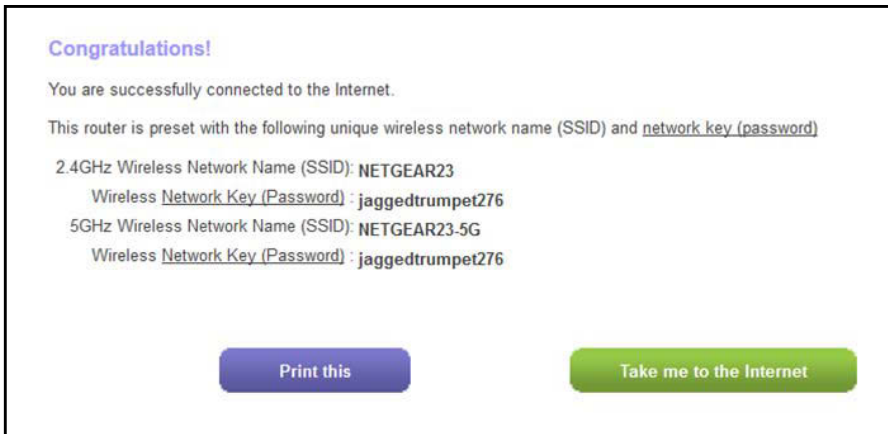 Congratulations!
You are successfully connected to the Internet.
This router is preset with the following unique wireless network name (SSID) and network key (password)
2.4GHz Wireless Network Name (SSID): NETGEAR23
Wireless Network Key (Password) : jaggedtrumpet276
5GHz Wireless Network Name (SSID): NETGEAR23-5G
Wireless Network Key (Password) : jaggedtrumpet276
Print this
Take me to the Internet